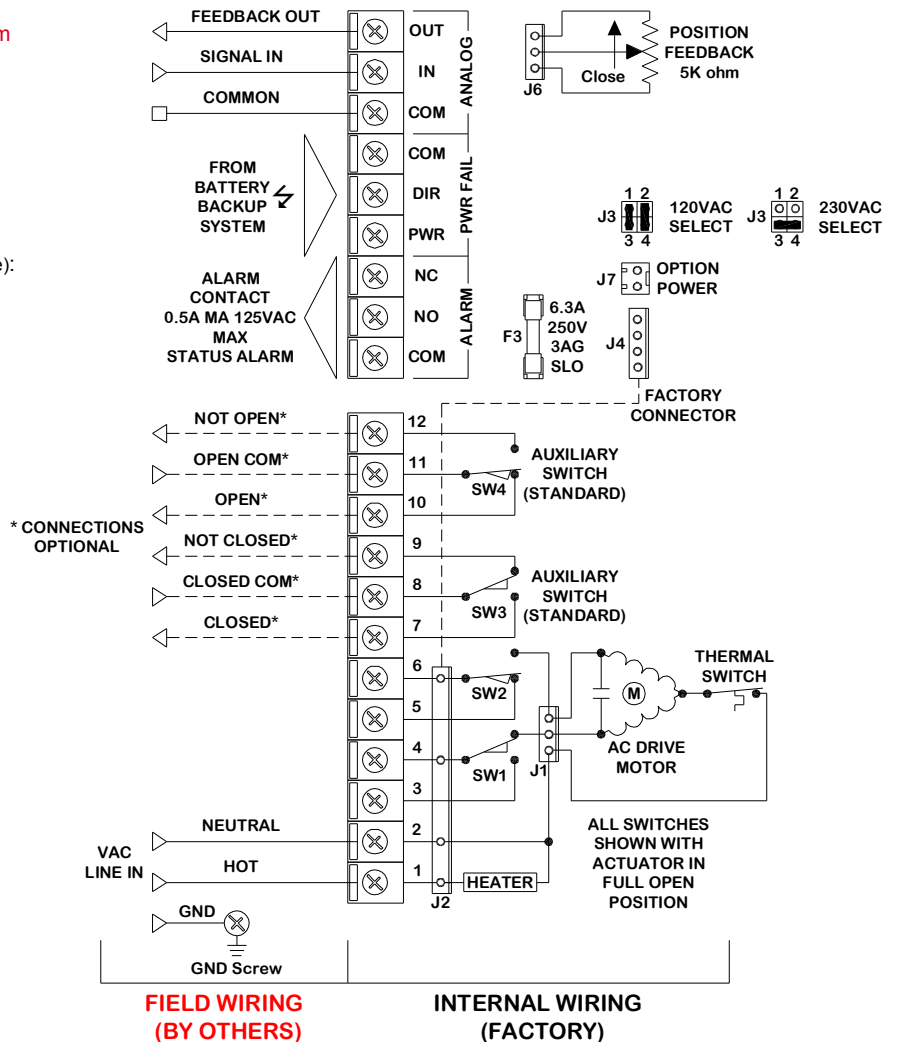 m
e):
FEEDBACK OUT
SIGNAL IN
COMMON
OUT
IN
COM
ANALOG
FROM
BATTERY
BACKUP
SYSTEM
COM
DIR
PWR
PWR FAIL
ALARM
CONTACT
0.5A MA 125VAC
MAX
STATUS ALARM
NC
NO
COM
ALARM
J6
Close
POSITION
FEEDBACK
5K ohm
J3
1 2
3 4
120VAC
SELECT
J3
1 2
3 4
230VAC
SELECT
J7
OPTION
POWER
F3
6.3A
250V
3AG
SLO
J4
FACTORY
CONNECTOR
NOT OPEN*
OPEN COM*
OPEN*
* CONNECTIONS
OPTIONAL
NOT CLOSED*
CLOSED COM*
CLOSED*
12
11
10
9
8
7
6
5
4
3
2
1
SW4
AUXILIARY
SWITCH
(STANDARD)
SW3
AUXILIARY
SWITCH
(STANDARD)
SW2
SW1
J1
M
AC DRIVE
MOTOR
THERMAL
SWITCH
ALL SWITCHES
SHOWN WITH
ACTUATOR IN
FULL OPEN
POSITION
HEATER
J2
VAC
LINE IN
NEUTRAL
HOT
GND
GND Screw
FIELD WIRING
(BY OTHERS)
INTERNAL WIRING
(FACTORY)